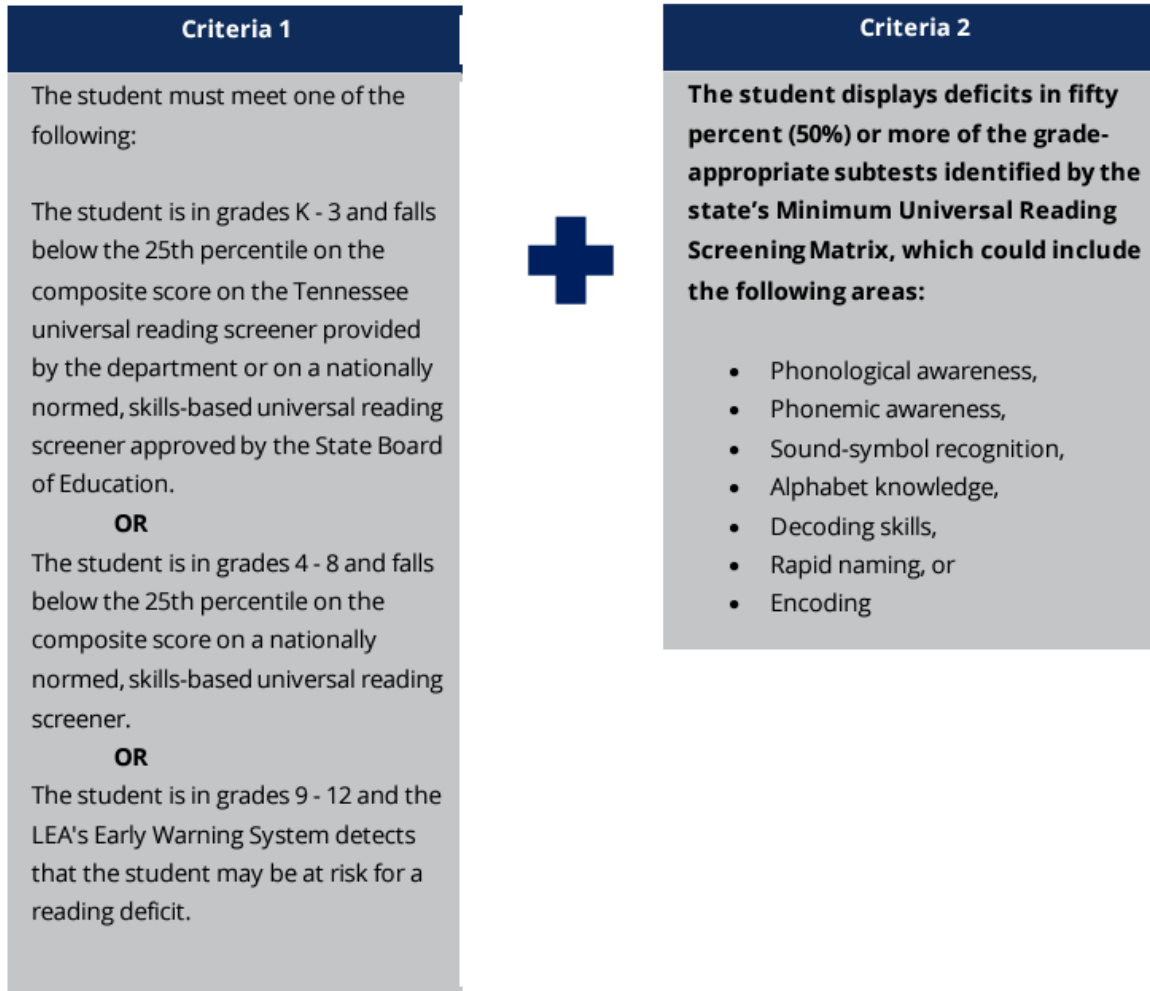 Criteria 1
The student must meet one of the
following:
The student is in grades K - 3 and falls
below the 25th percentile on the
composite score on the Tennessee
universal reading screener provided
by the department or on a nationally
normed, skills-based universal reading
screener approved by the State Board
of Education.
OR
The student is in grades 4 - 8 and falls
below the 25th percentile on the
composite score on a nationally
normed, skills-based universal reading
screener.
OR
The student is in grades 9 - 12 and the
LEA's Early Warning System detects
that the student may be at risk for a
reading deficit.
Criteria 2
The student displays deficits in fifty
percent (50%) or more of the grade-
appropriate subtests identified by the
state’s Minimum Universal Reading
Screening Matrix, which could include
the following areas:
• Phonological awareness,
• Phonemic awareness,
• Sound-symbol recognition,
• Alphabet knowledge,
• Decoding skills,
• Rapid naming, or
• Encoding